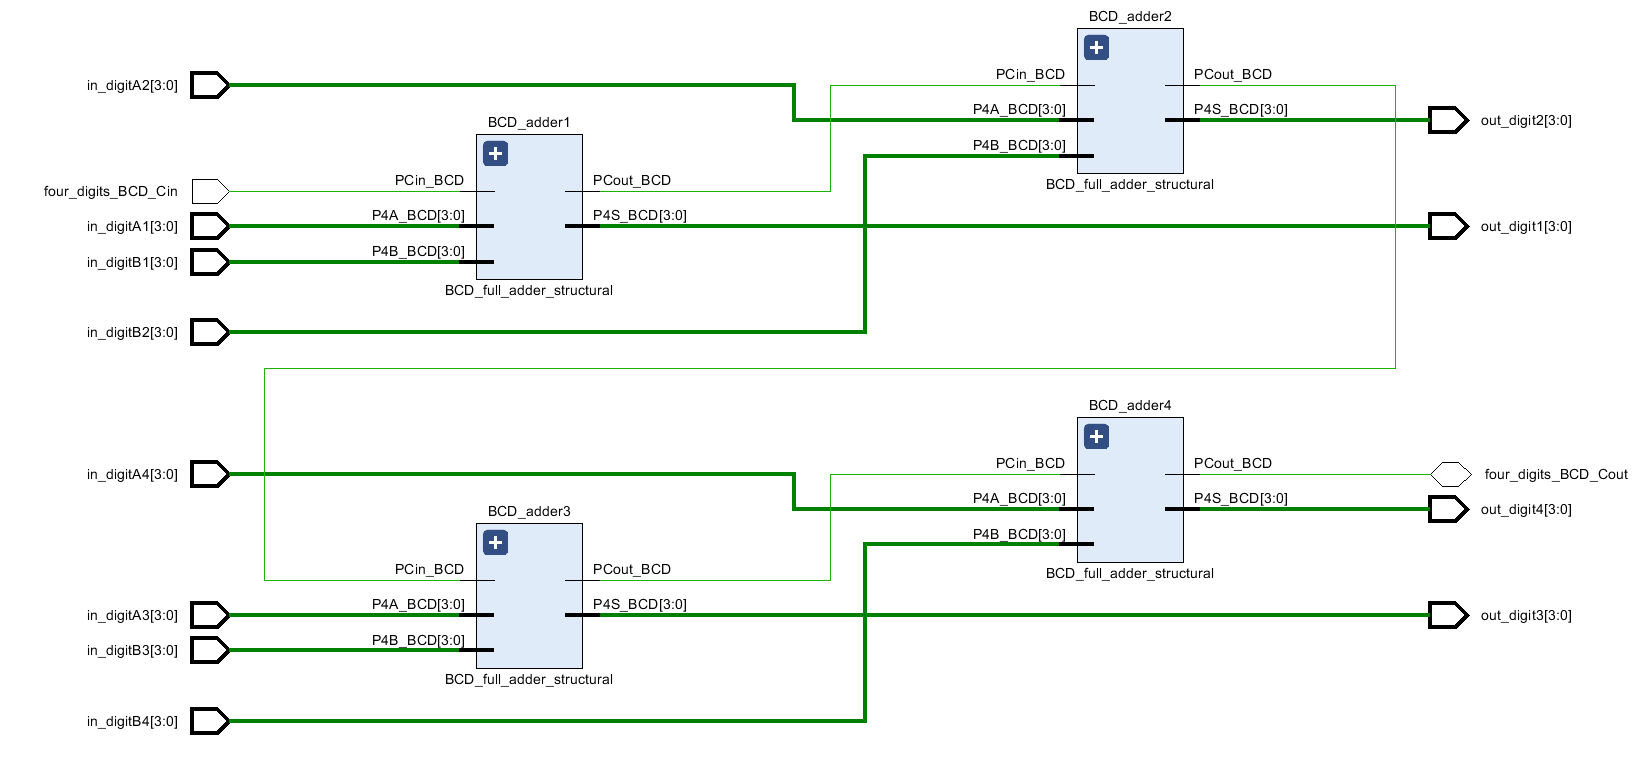 BCD_adder2
in_digitA2[3:0]
PCin_BCD
PCout_BCD
P4A_BCD[3:0]
P4S_BCD[3:0]
out_digit2[3:0]
P4B_BCD[3:0]
BCD_full_adder_structural
BCD_adder1
four_digits_BCD_Cin
PCin_BCD
PCout_BCD
in_digitA1[3:0]
P4A_BCD[3:0]
P4S_BCD[3:0]
out_digit1[3:0]
in_digitB1[3:0]
P4B_BCD[3:0]
BCD_full_adder_structural
in_digitB2[3:0]
BCD_adder4
in_digitA4[3:0]
PCin_BCD
PCout_BCD
four_digits_BCD_Cout
P4A_BCD[3:0]
P4S_BCD[3:0]
out_digit4[3:0]
P4B_BCD[3:0]
BCD_full_adder_structural
BCD_adder3
PCin_BCD
PCout_BCD
in_digitA3[3:0]
P4A_BCD[3:0]
P4S_BCD[3:0]
out_digit3[3:0]
in_digitB3[3:0]
P4B_BCD[3:0]
BCD_full_adder_structural
in_digitB4[3:0]